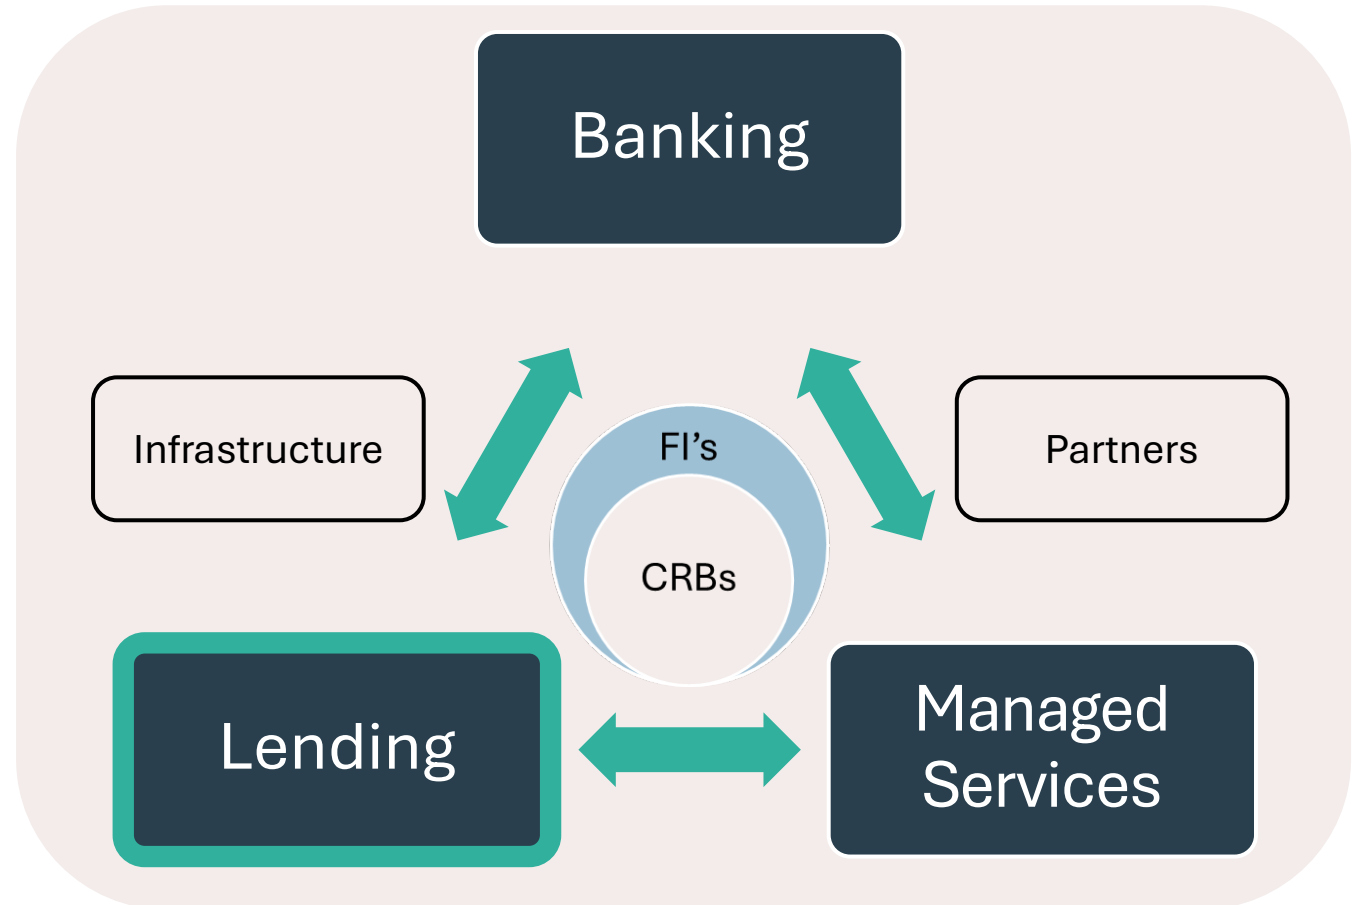 Banking
Infrastructure
FI’s
Partners
CRBs
Lending
Managed
Services